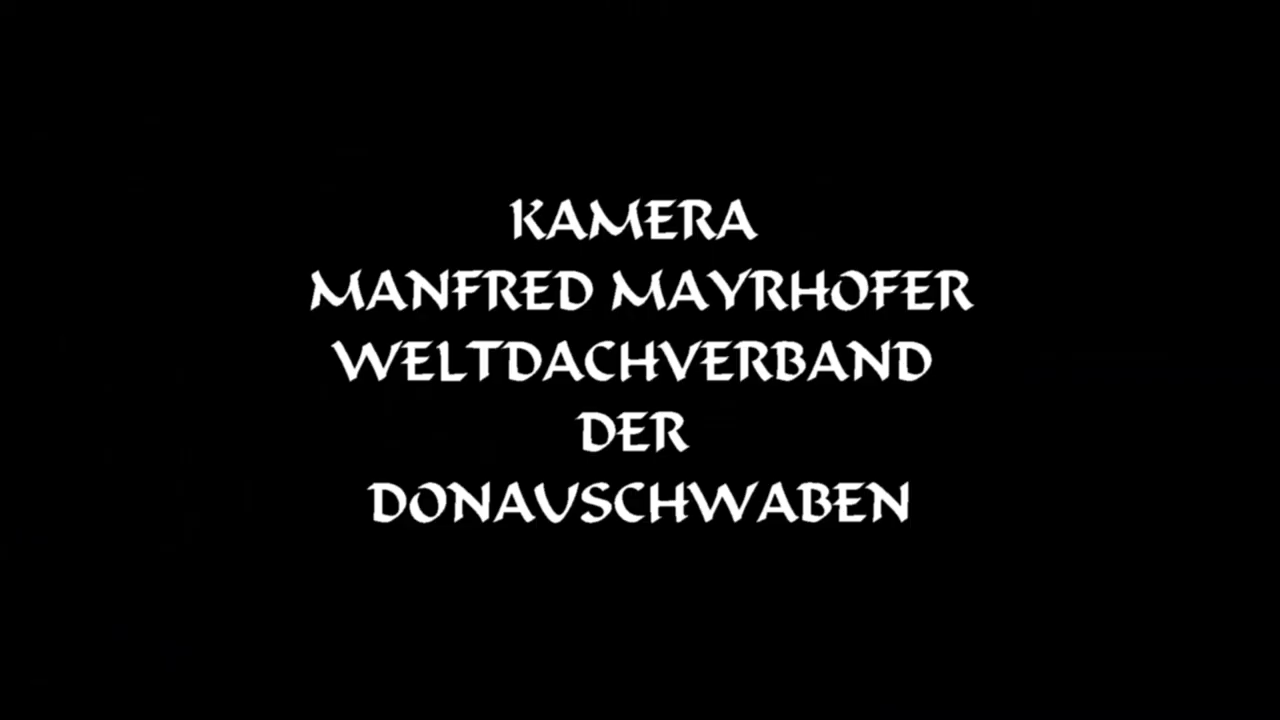 KAMERA
MANFRED MAYRHOFER
WELTDACHVERBAND
DER
DONAUSCHWABEN